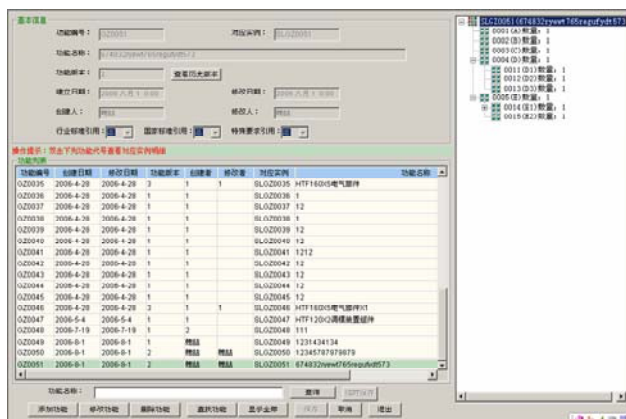 基本信息
功能编号： GZ0051 对应实例： SLGZ0051
功能名称： 674832ryewt765regufydt573
功能版本： 2 查看历史版本
建立日期： 2006 八月 1 0:00 修改日期： 2006 八月 1 0:00
创建人： 修改人：
行业标准引用： 国家标准引用： 特殊要求引用：
操作提示：双击下列功能代号查看对应实例明细
功能列表
功能编号 创建日期 修改日期 功能版本 创建者 修改者 对应实例 功能名称
GZ0035 2006-4-28 2006-4-28 3 1 1 SLGZ0035 HTF160X5电气部件
GZ0036 2006-4-28 2006-4-28 1 1 SLGZ0036 1
GZ0037 2006-4-28 2006-4-28 1 1 SLGZ0037 12
GZ0038 2006-4-28 2006-4-28 1 1 SLGZ0038 1
GZ0039 2006-4-28 2006-4-28 1 1 SLGZ0039 12
GZ0040 2006-4-28 2006-4-28 1 1 SLGZ0040 12
GZ0041 2006-4-28 2006-4-28 1 1 SLGZ0041 1212
GZ0042 2006-4-28 2006-4-28 1 1 SLGZ0042 12
GZ0043 2006-4-28 2006-4-28 1 1 SLGZ0043 12
GZ0044 2006-4-28 2006-4-28 1 1 SLGZ0044 12
GZ0045 2006-4-28 2006-4-28 1 1 SLGZ0045 12
GZ0046 2006-4-28 2006-4-28 3 1 1 SLGZ0046 HTF160X5电气部件X1
GZ0047 2006-5-4 2006-5-4 1 1 SLGZ0047 HTF120X2调模装置组件
GZ0048 2006-7-19 2006-7-19 1 2 SLGZ0048 111
GZ0049 2006-8-1 2006-8-1 1 SLGZ0049 1231434134
GZ0050 2006-8-1 2006-8-1 2 SLGZ0050 12345787979879
GZ0051 2006-8-1 2006-8-1 2 SLGZ0051 674832ryewt765regufydt573
功能名称： 查询
添加功能 修改功能 删除功能 查找功能 显示全部 保存 取消 退出
SLGZ0051(674832ryewt765regufydt573)
0001(A)数量：1
0002(B)数量：1
0003(C)数量：1
0004(D)数量：1
0011(D1)数量：1
0012(D2)数量：1
0013(D3)数量：1
0005(E)数量：1
0014(E1)数量：1
0015(E2)数量：1